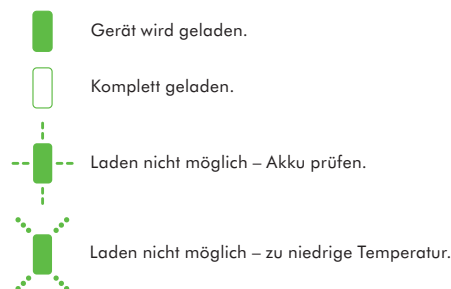 Gerät wird geladen.
Komplett geladen.
Laden nicht möglich – Akku prüfen.
Laden nicht möglich – zu niedrige Temperatur.